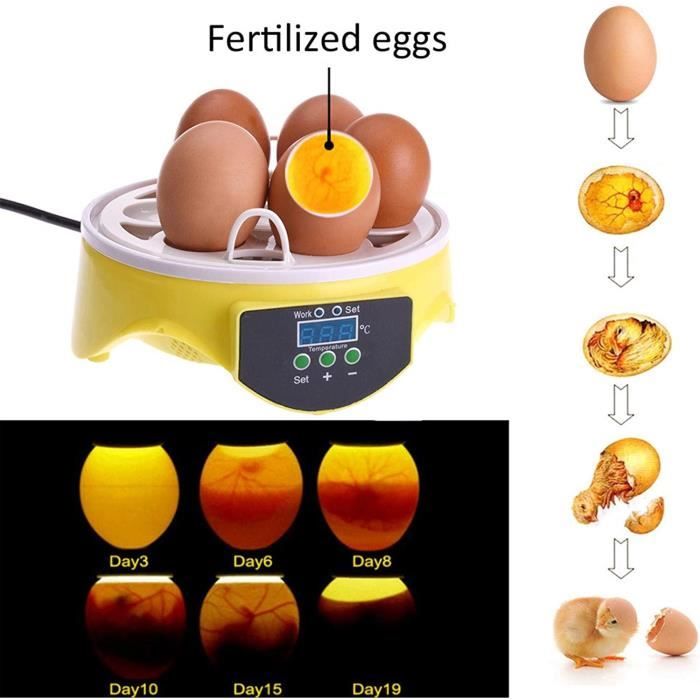 Fertilized eggs
Work Set
888 °C
Temperature
Set + −
Day3 Day6 Day8
Day10 Day15 Day19